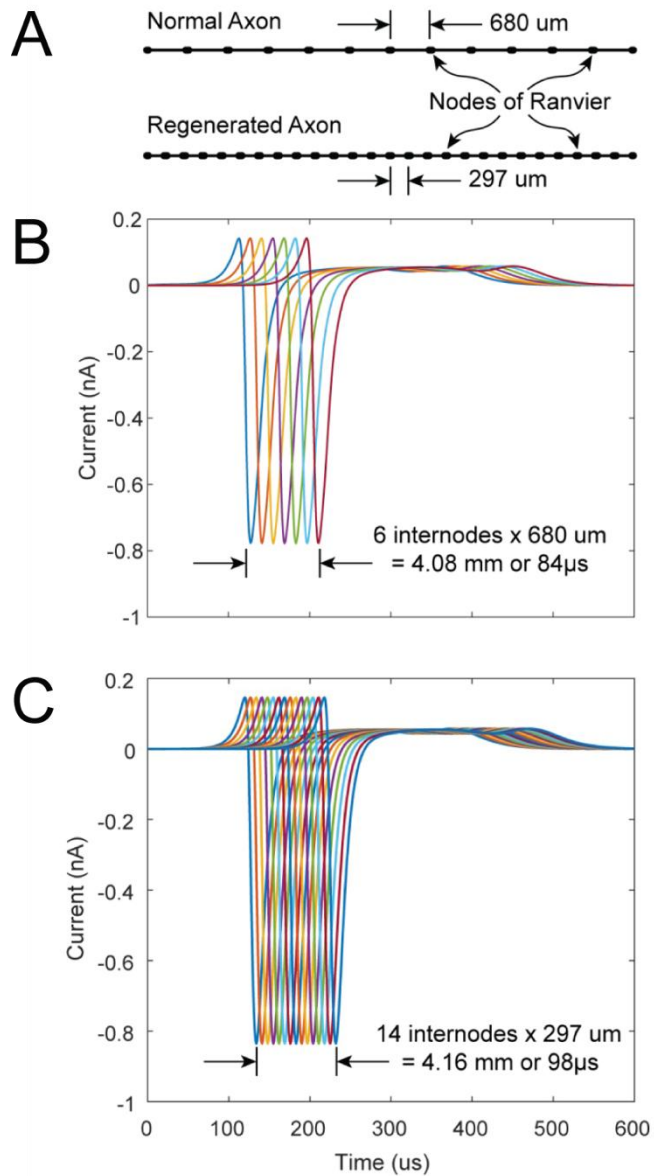 A
Normal Axon
680 um
Nodes of Ranvier
Regenerated Axon
297 um
B
0.2
0
-0.2
-0.4
-0.6
-0.8
-1
Current (nA)
6 internodes x 680 um
= 4.08 mm or 84µs
C
0.2
0
-0.2
-0.4
-0.6
-0.8
-1
Current (nA)
14 internodes x 297 um
= 4.16 mm or 98µs
0 100 200 300 400 500 600
Time (us)